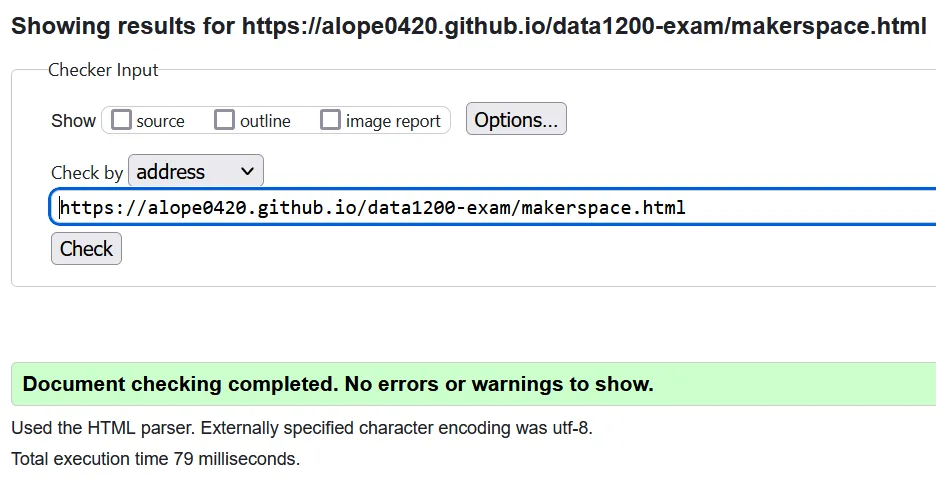 Showing results for https://alope0420.github.io/data1200-exam/makerspace.html
Checker Input
Show source outline image report Options...
Check by address
https://alope0420.github.io/data1200-exam/makerspace.html
Check
Document checking completed. No errors or warnings to show.
Used the HTML parser. Externally specified character encoding was utf-8.
Total execution time 79 milliseconds.